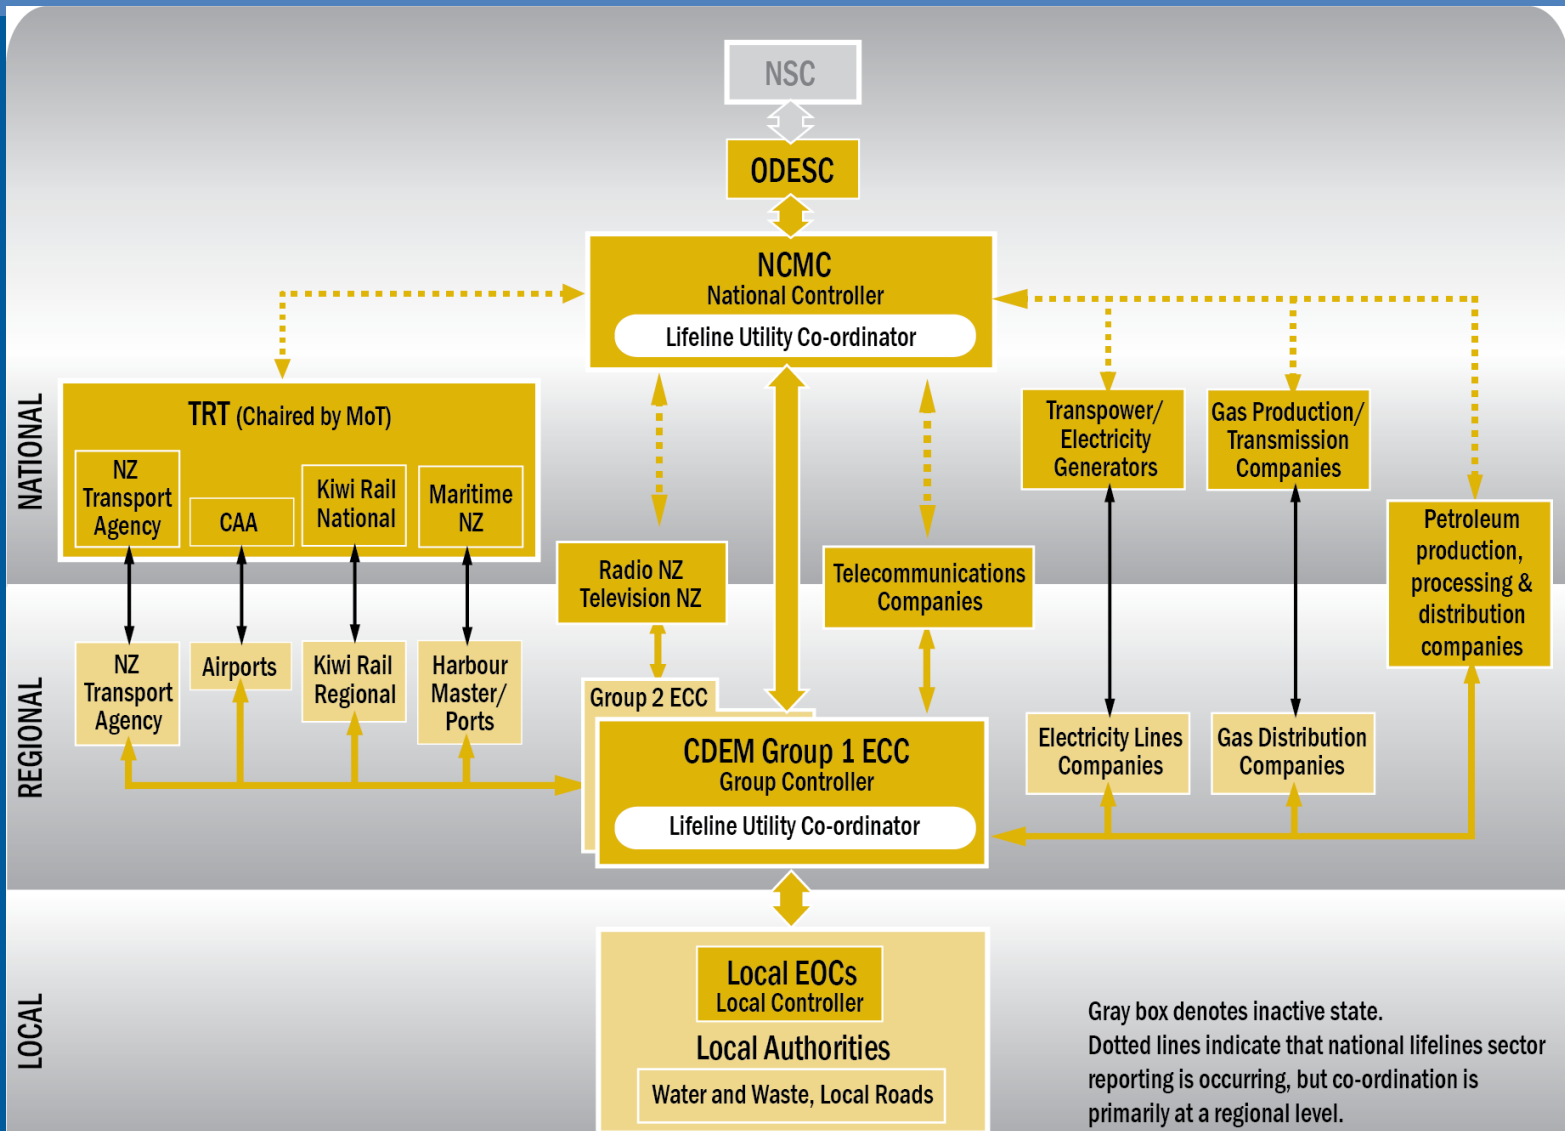 NSC
ODESC
NCMC
National Controller
Lifeline Utility Co-ordinator
NATIONAL
TRT (Chaired by MoT)
NZ
Transport
Agency
CAA
Kiwi Rail
National
Maritime
NZ
Radio NZ
Television NZ
Telecommunications
Companies
Transpower/
Electricity
Generators
Gas Production/
Transmission
Companies
Petroleum
production,
processing &
distribution
companies
REGIONAL
NZ
Transport
Agency
Airports
Kiwi Rail
Regional
Harbour
Master/
Ports
Group 2 ECC
CDEM Group 1 ECC
Group Controller
Lifeline Utility Co-ordinator
Electricity Lines
Companies
Gas Distribution
Companies
LOCAL
Local EOCs
Local Controller
Local Authorities
Water and Waste, Local Roads
Gray box denotes inactive state.
Dotted lines indicate that national lifelines sector
reporting is occurring, but co-ordination is
primarily at a regional level.